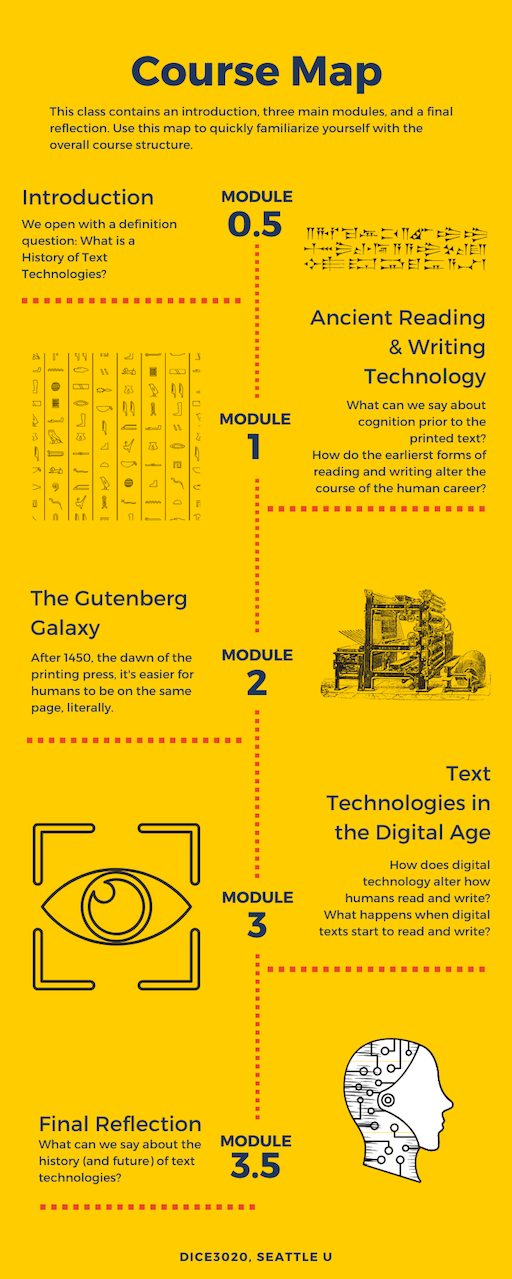 Course Map
This class contains an introduction, three main modules, and a final
reflection. Use this map to quickly familiarize yourself with the
overall course structure.
Introduction
We open with a definition
question: What is a
History of Text
Technologies?
MODULE
0.5
Ancient Reading
& Writing
Technology
What can we say about
cognition prior to the
printed text?
How do the earlierst forms of
reading and writing alter the
course of the human career?
MODULE
1
The Gutenberg
Galaxy
After 1450, the dawn of the
printing press, it's easier for
humans to be on the same
page, literally.
MODULE
2
Text
Technologies in
the Digital Age
How does digital
technology alter how
humans read and write?
What happens when digital
texts start to read and write?
MODULE
3
Final Reflection
What can we say about the
history (and future) of text
technologies?
MODULE
3.5
DICE3020, SEATTLE U